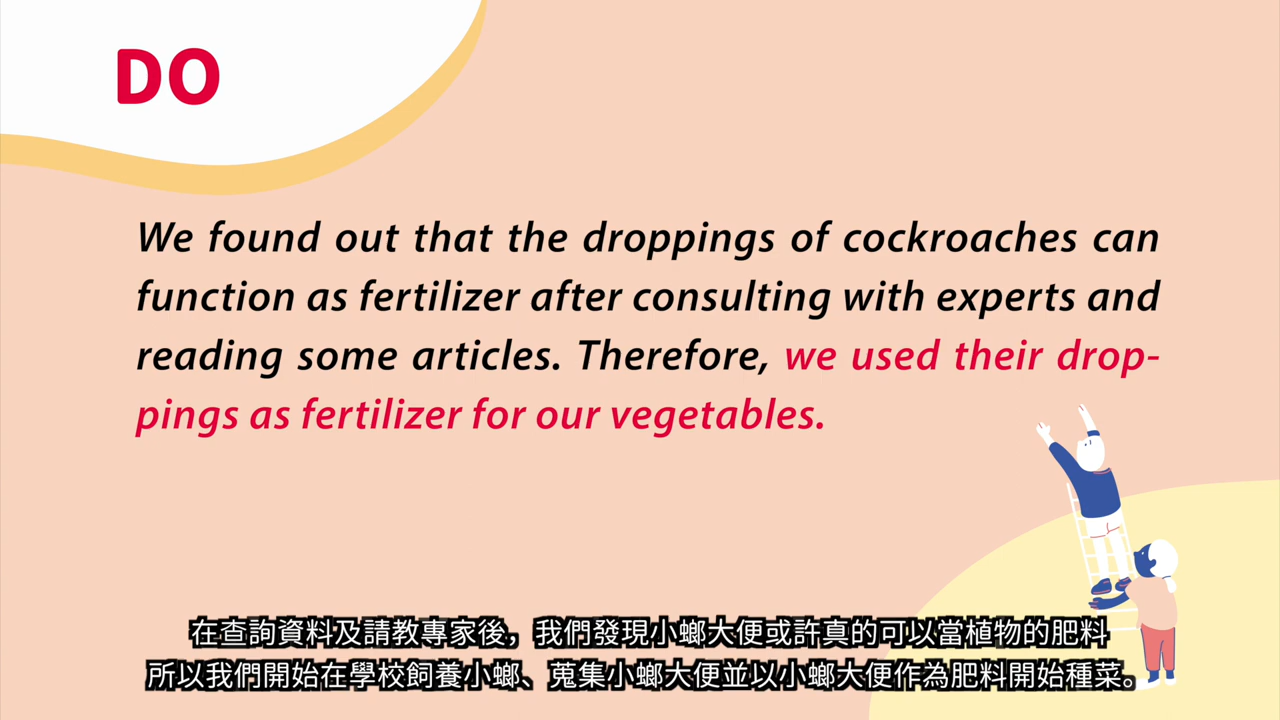 DO
We found out that the droppings of cockroaches can
function as fertilizer after consulting with experts and
reading some articles. Therefore, we used their drop-
pings as fertilizer for our vegetables.
在查詢資料及請教專家後，我們發現小螂大便或許真的可以當植物的肥料
所以我們開始在學校飼養小螂、蒐集小螂大便並以小螂大便作為肥料開始種菜。